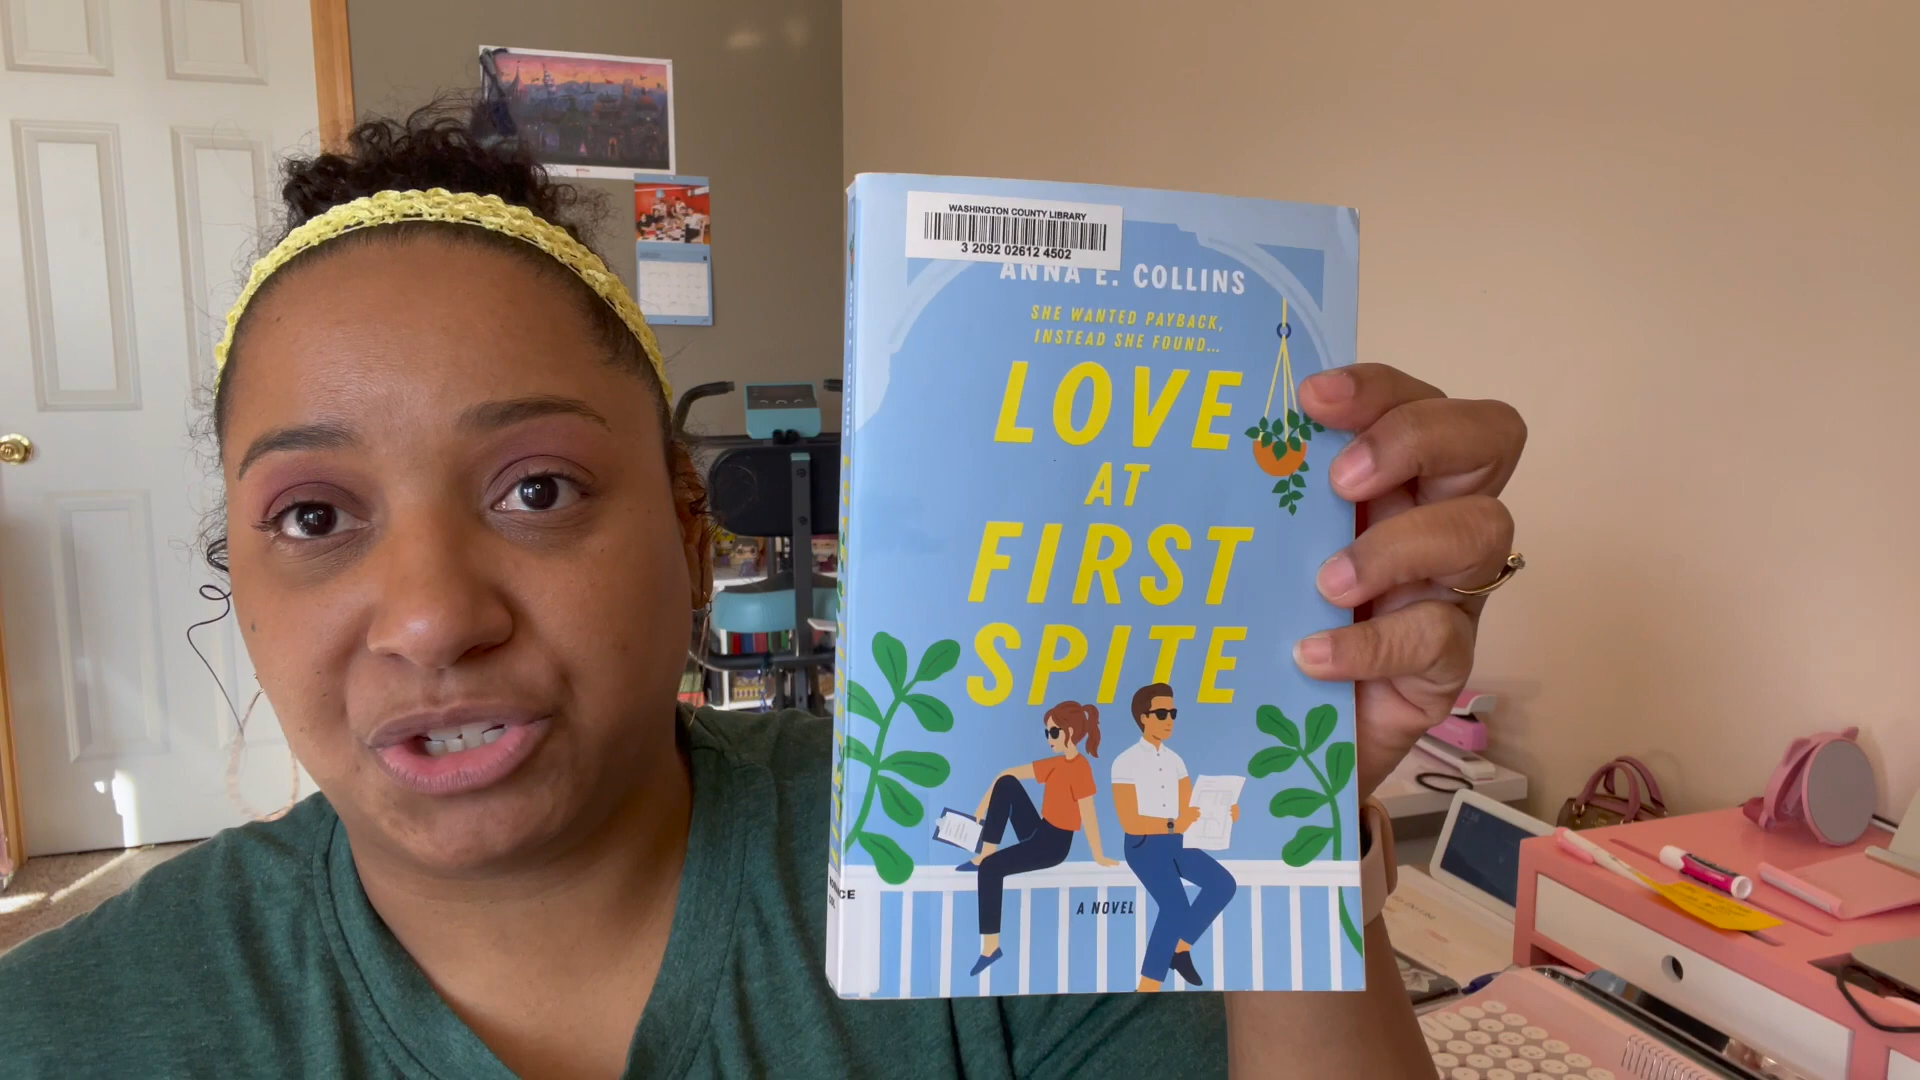 WASHINGTON COUNTY LIBRARY
3 2092 02612 4502
ANNA E. COLLINS
SHE WANTED PAYBACK,
INSTEAD SHE FOUND...
LOVE
AT
FIRST
SPITE
A NOVEL